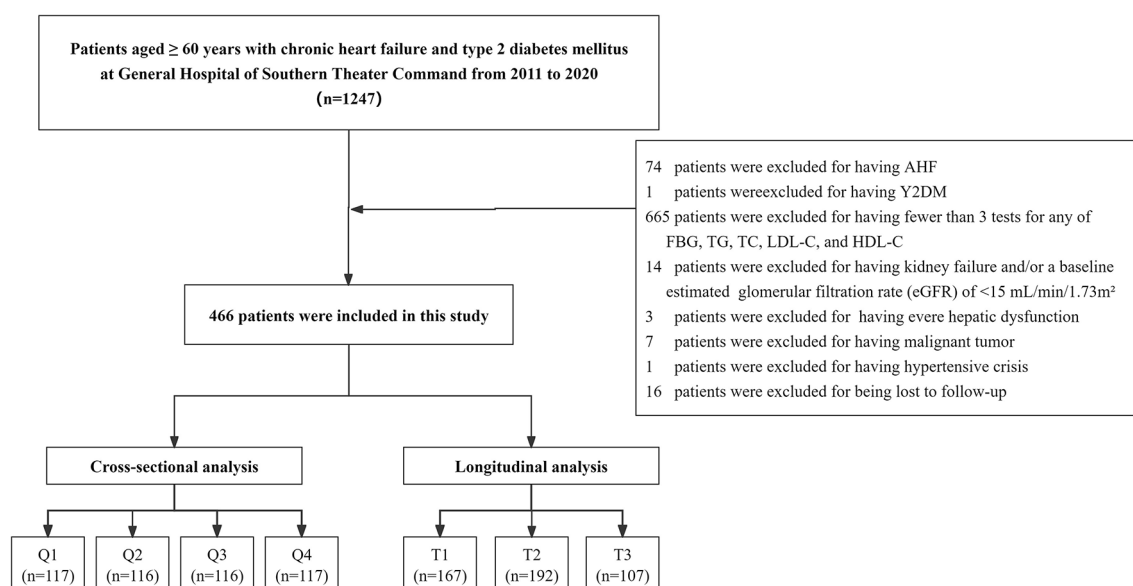 Patients aged ≥ 60 years with chronic heart failure and type 2 diabetes mellitus
at General Hospital of Southern Theater Command from 2011 to 2020
(n=1247)
74 patients were excluded for having AHF
1 patients wereexcluded for having Y2DM
665 patients were excluded for having fewer than 3 tests for any of
FBG, TG, TC, LDL-C, and HDL-C
14 patients were excluded for having kidney failure and/or a baseline
estimated glomerular filtration rate (eGFR) of <15 mL/min/1.73m²
3 patients were excluded for having evere hepatic dysfunction
7 patients were excluded for having malignant tumor
1 patients were excluded for having hypertensive crisis
16 patients were excluded for being lost to follow-up
466 patients were included in this study
Cross-sectional analysis
Longitudinal analysis
Q1
(n=117)
Q2
(n=116)
Q3
(n=116)
Q4
(n=117)
T1
(n=167)
T2
(n=192)
T3
(n=107)